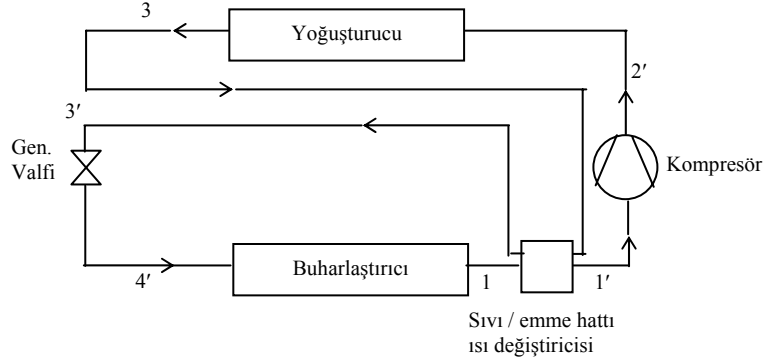 3
Yoğuşturucu
2′
3′
Gen.
Valfi
Kompresör
Buharlaştırıcı
4′
1
1′
Sıvı / emme hattı
ısı değiştiricisi